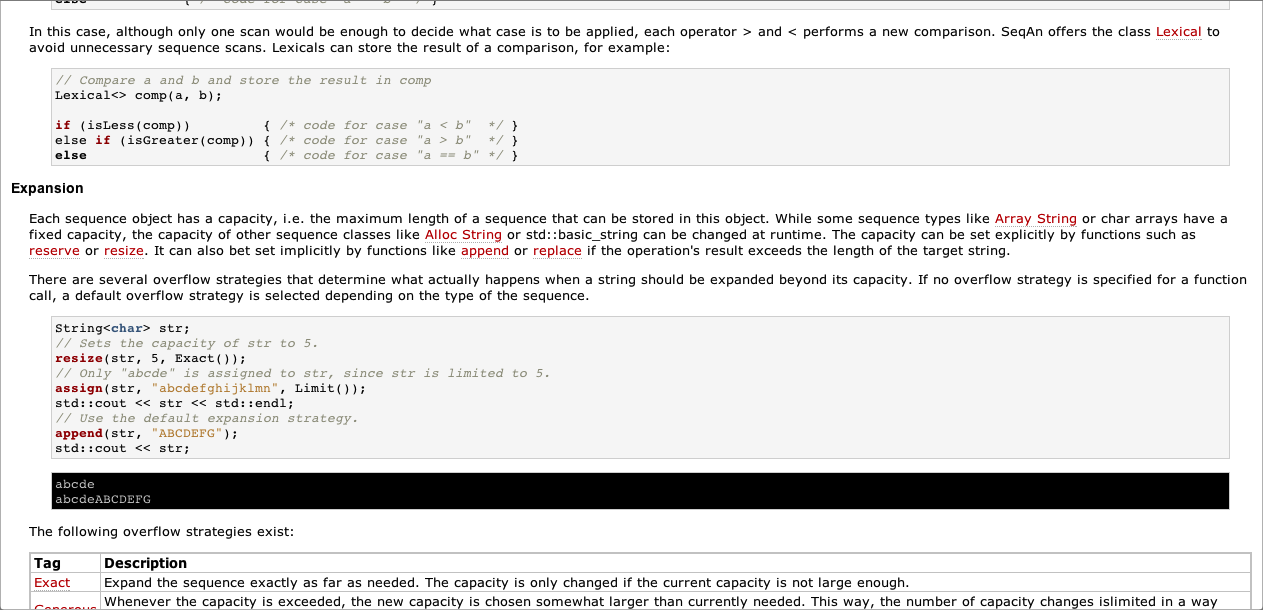 In this case, although only one scan would be enough to decide what case is to be applied, each operator > and < performs a new comparison. SeqAn offers the class Lexical to
avoid unnecessary sequence scans. Lexicals can store the result of a comparison, for example:
// Compare a and b and store the result in comp
Lexical<> comp(a, b);
if (isLess(comp))         { /* code for case "a < b"  */ }
else if (isGreater(comp)) { /* code for case "a > b"  */ }
else                      { /* code for case "a == b" */ }
Expansion
Each sequence object has a capacity, i.e. the maximum length of a sequence that can be stored in this object. While some sequence types like Array String or char arrays have a
fixed capacity, the capacity of other sequence classes like Alloc String or std::basic_string can be changed at runtime. The capacity can be set explicitly by functions such as
reserve or resize. It can also bet set implicitly by functions like append or replace if the operation's result exceeds the length of the target string.
There are several overflow strategies that determine what actually happens when a string should be expanded beyond its capacity. If no overflow strategy is specified for a function
call, a default overflow strategy is selected depending on the type of the sequence.
String<char> str;
// Sets the capacity of str to 5.
resize(str, 5, Exact());
// Only "abcde" is assigned to str, since str is limited to 5.
assign(str, "abcdefghijklmn", Limit());
std::cout << str << std::endl;
// Use the default expansion strategy.
append(str, "ABCDEFG");
std::cout << str;
abcde
abcdeABCDEFG
The following overflow strategies exist:
Tag Description
Exact Expand the sequence exactly as far as needed. The capacity is only changed if the current capacity is not large enough.
Generous Whenever the capacity is exceeded, the new capacity is chosen somewhat larger than currently needed. This way, the number of capacity changes islimited in a way